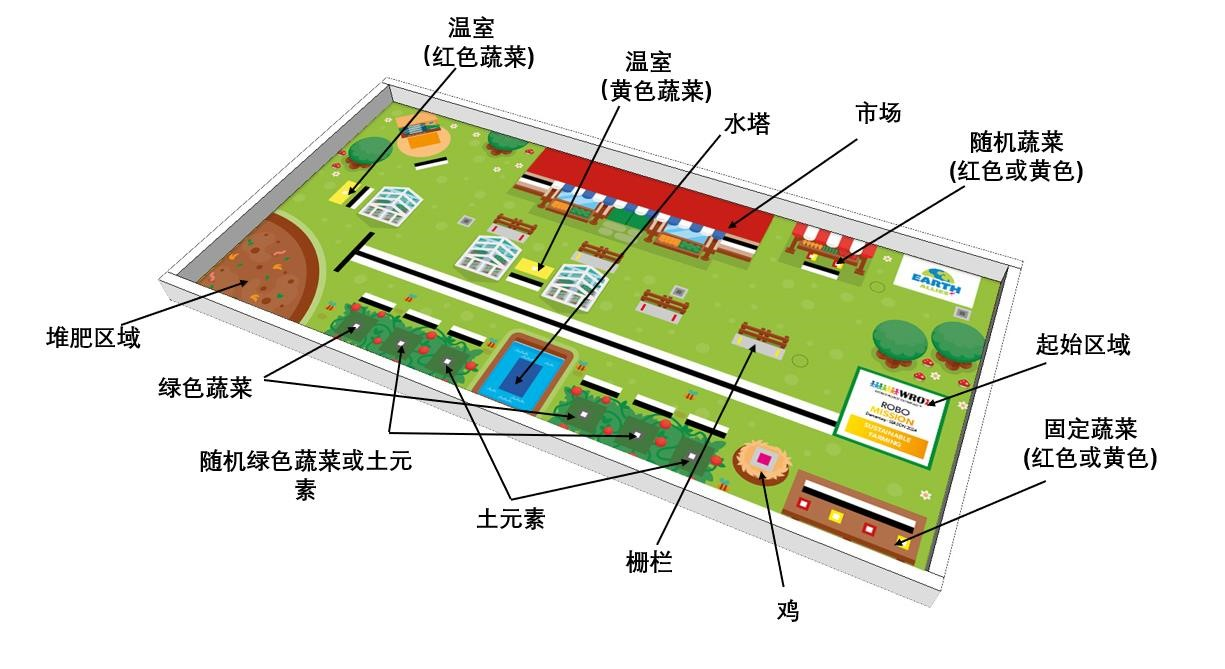 温室
(红色蔬菜)
温室
(黄色蔬菜)
水塔
市场
随机蔬菜
(红色或黄色)
EARTH
ALLIES
堆肥区域
起始区域
绿色蔬菜
WRO
ROBO
MISSION
SUSTAINABLE
FARMING
固定蔬菜
(红色或黄色)
随机绿色蔬菜或土元
素
土元素
栅栏
鸡